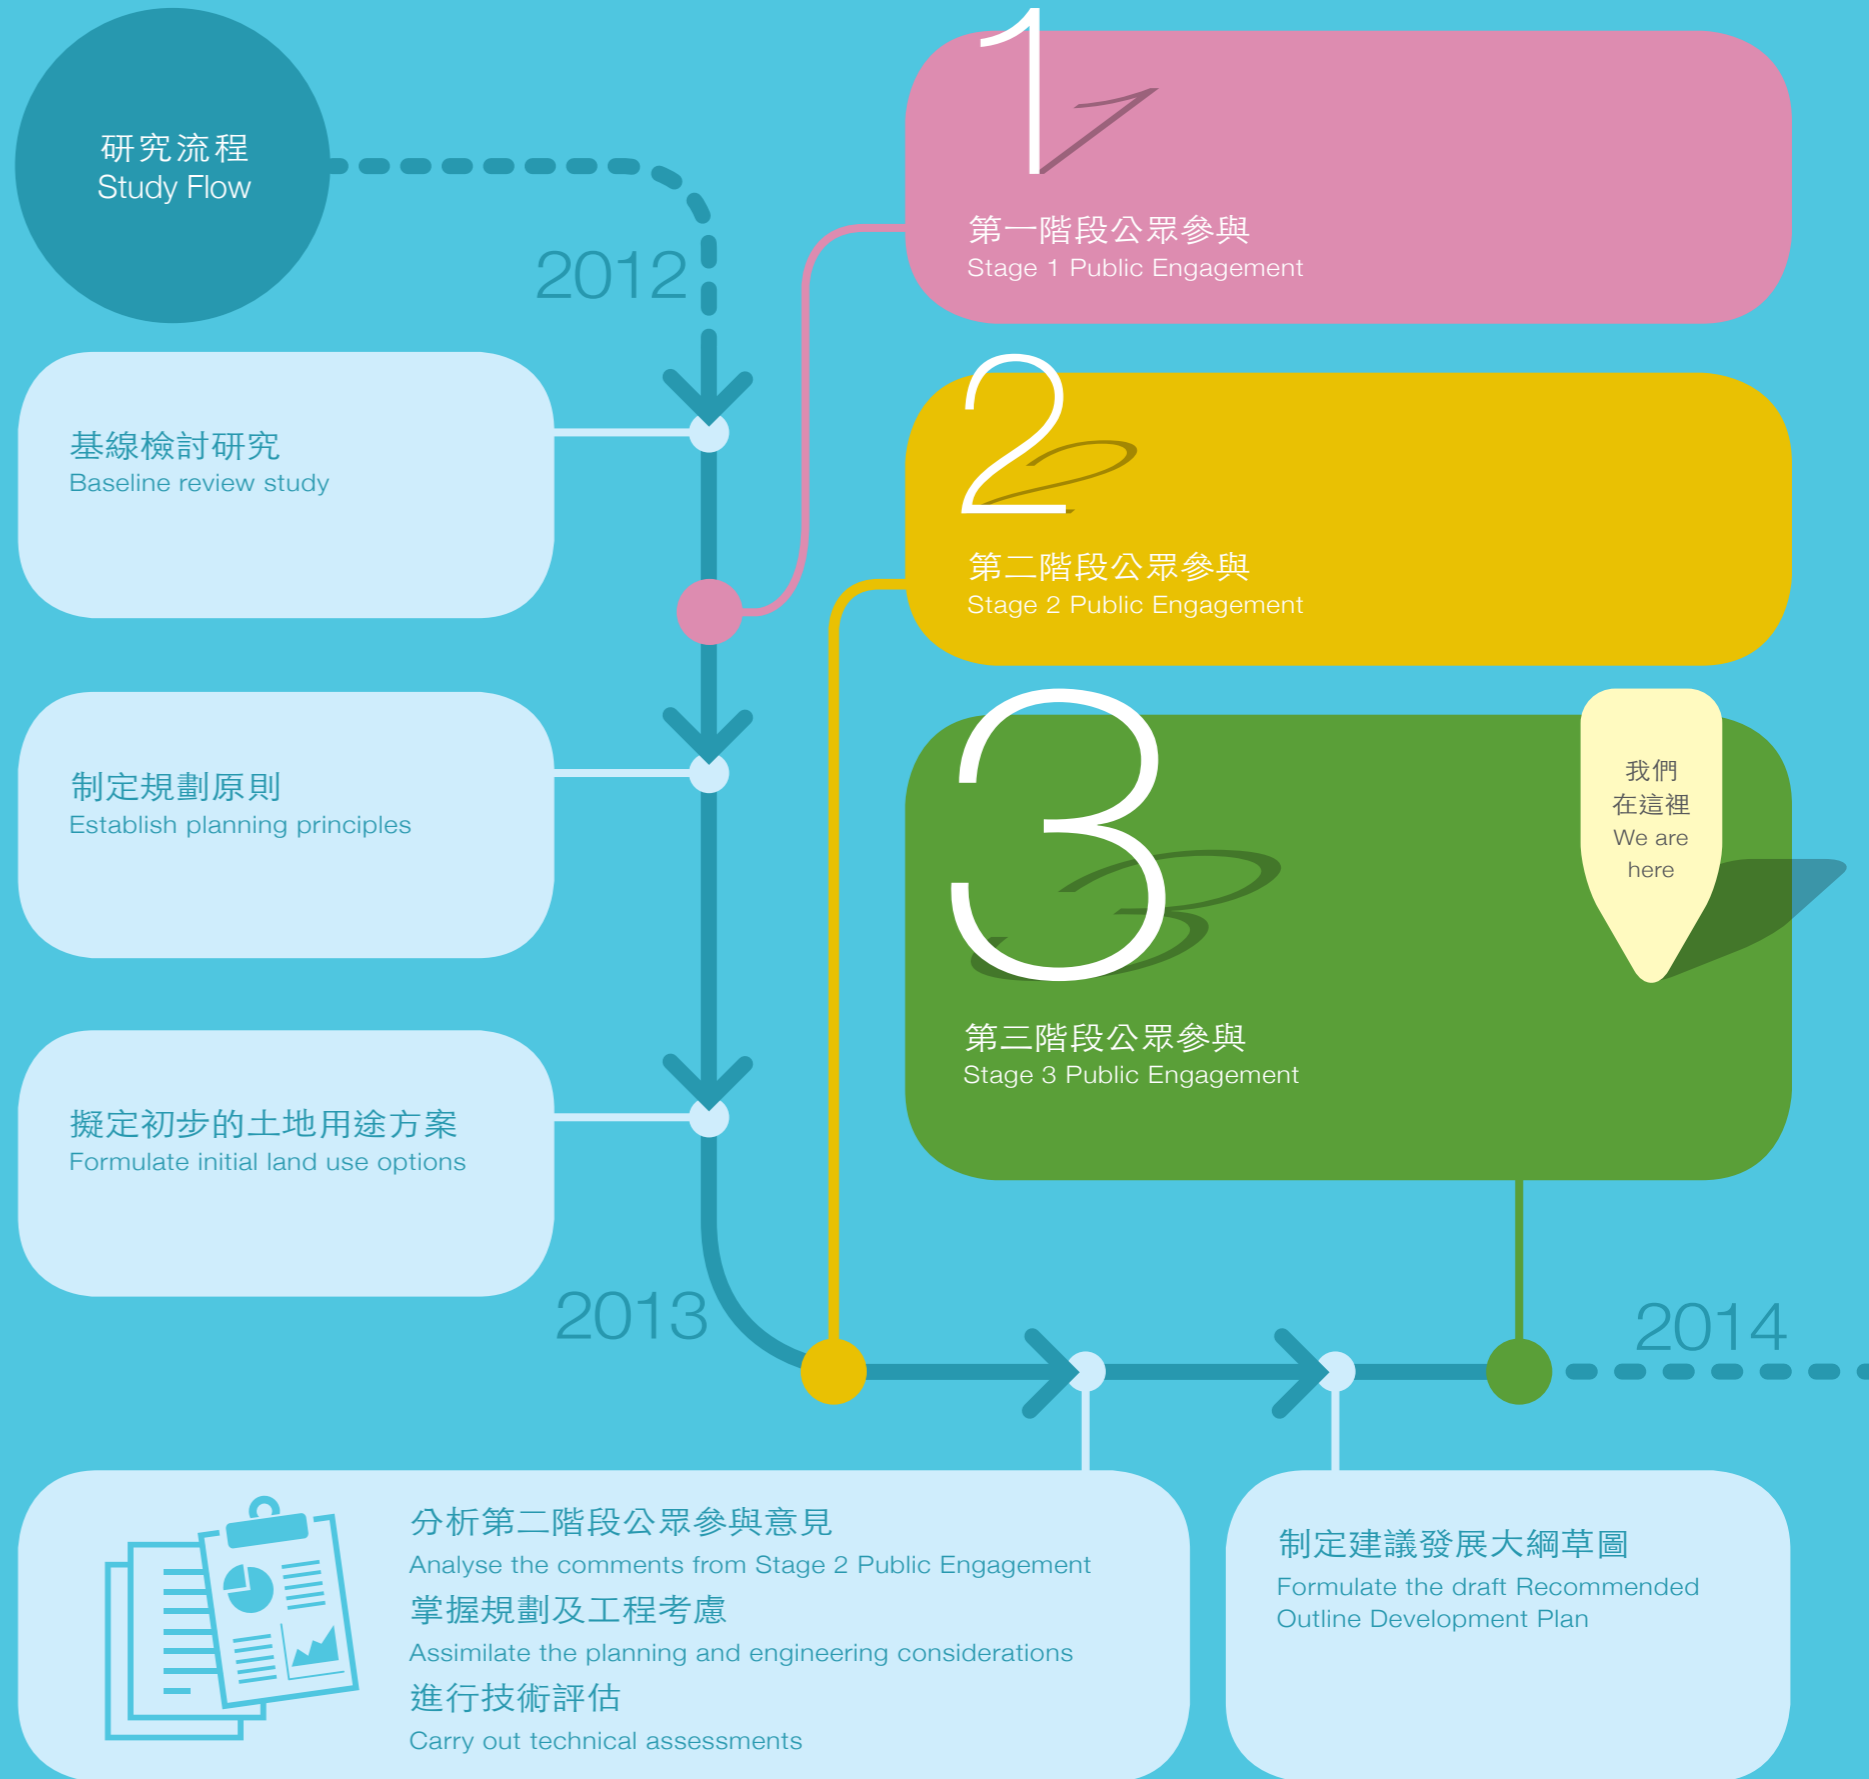 研究流程
Study Flow
2012
1
第一階段公眾參與
Stage 1 Public Engagement
基線檢討研究
Baseline review study
2
第二階段公眾參與
Stage 2 Public Engagement
制定規劃原則
Establish planning principles
3
我們
在這裡
We are
here
第三階段公眾參與
Stage 3 Public Engagement
擬定初步的土地用途方案
Formulate initial land use options
2013
2014
分析第二階段公眾參與意見
Analyse the comments from Stage 2 Public Engagement
掌握規劃及工程考慮
Assimilate the planning and engineering considerations
進行技術評估
Carry out technical assessments
制定建議發展大綱草圖
Formulate the draft Recommended
Outline Development Plan